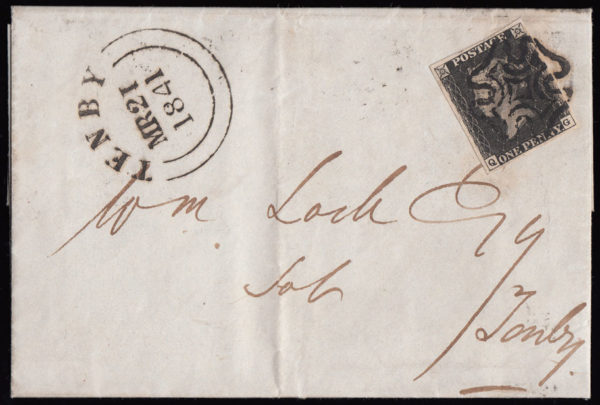 TENBY
MR21
1841
POSTAGE
Q ONE PENNY G
Wm. Lock Esq
Sol
Tenby